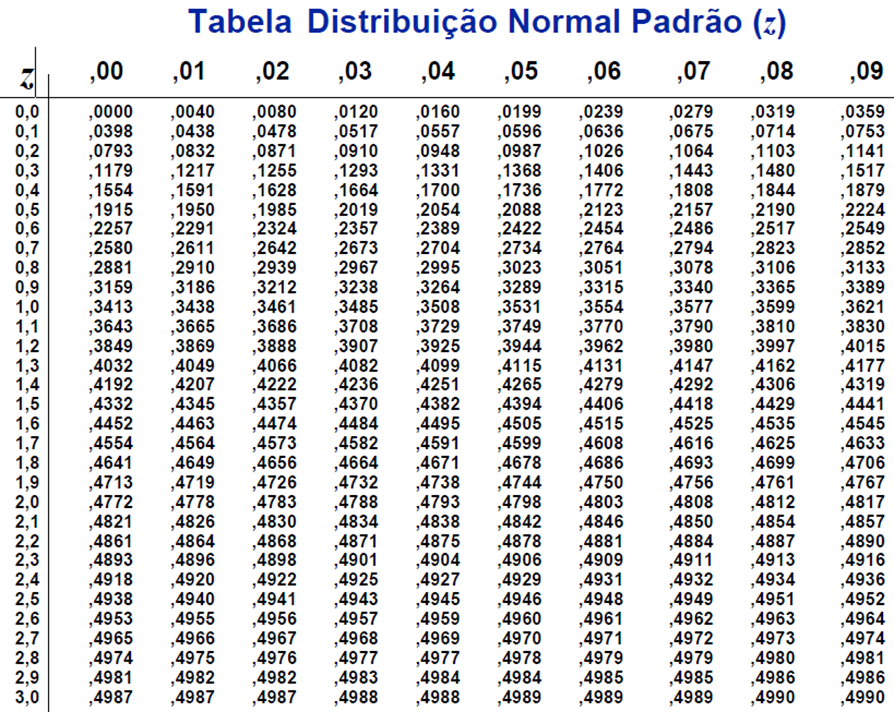 Tabela Distribuição Normal Padrão (z)
z ,00 ,01 ,02 ,03 ,04 ,05 ,06 ,07 ,08 ,09
0,0 ,0000 ,0040 ,0080 ,0120 ,0160 ,0199 ,0239 ,0279 ,0319 ,0359
0,1 ,0398 ,0438 ,0478 ,0517 ,0557 ,0596 ,0636 ,0675 ,0714 ,0753
0,2 ,0793 ,0832 ,0871 ,0910 ,0948 ,0987 ,1026 ,1064 ,1103 ,1141
0,3 ,1179 ,1217 ,1255 ,1293 ,1331 ,1368 ,1406 ,1443 ,1480 ,1517
0,4 ,1554 ,1591 ,1628 ,1664 ,1700 ,1736 ,1772 ,1808 ,1844 ,1879
0,5 ,1915 ,1950 ,1985 ,2019 ,2054 ,2088 ,2123 ,2157 ,2190 ,2224
0,6 ,2257 ,2291 ,2324 ,2357 ,2389 ,2422 ,2454 ,2486 ,2517 ,2549
0,7 ,2580 ,2611 ,2642 ,2673 ,2704 ,2734 ,2764 ,2794 ,2823 ,2852
0,8 ,2881 ,2910 ,2939 ,2967 ,2995 ,3023 ,3051 ,3078 ,3106 ,3133
0,9 ,3159 ,3186 ,3212 ,3238 ,3264 ,3289 ,3315 ,3340 ,3365 ,3389
1,0 ,3413 ,3438 ,3461 ,3485 ,3508 ,3531 ,3554 ,3577 ,3599 ,3621
1,1 ,3643 ,3665 ,3686 ,3708 ,3729 ,3749 ,3770 ,3790 ,3810 ,3830
1,2 ,3849 ,3869 ,3888 ,3907 ,3925 ,3944 ,3962 ,3980 ,3997 ,4015
1,3 ,4032 ,4049 ,4066 ,4082 ,4099 ,4115 ,4131 ,4147 ,4162 ,4177
1,4 ,4192 ,4207 ,4222 ,4236 ,4251 ,4265 ,4279 ,4292 ,4306 ,4319
1,5 ,4332 ,4345 ,4357 ,4370 ,4382 ,4394 ,4406 ,4418 ,4429 ,4441
1,6 ,4452 ,4463 ,4474 ,4484 ,4495 ,4505 ,4515 ,4525 ,4535 ,4545
1,7 ,4554 ,4564 ,4573 ,4582 ,4591 ,4599 ,4608 ,4616 ,4625 ,4633
1,8 ,4641 ,4649 ,4656 ,4664 ,4671 ,4678 ,4686 ,4693 ,4699 ,4706
1,9 ,4713 ,4719 ,4726 ,4732 ,4738 ,4744 ,4750 ,4756 ,4761 ,4767
2,0 ,4772 ,4778 ,4783 ,4788 ,4793 ,4798 ,4803 ,4808 ,4812 ,4817
2,1 ,4821 ,4826 ,4830 ,4834 ,4838 ,4842 ,4846 ,4850 ,4854 ,4857
2,2 ,4861 ,4864 ,4868 ,4871 ,4875 ,4878 ,4881 ,4884 ,4887 ,4890
2,3 ,4893 ,4896 ,4898 ,4901 ,4904 ,4906 ,4909 ,4911 ,4913 ,4916
2,4 ,4918 ,4920 ,4922 ,4925 ,4927 ,4929 ,4931 ,4932 ,4934 ,4936
2,5 ,4938 ,4940 ,4941 ,4943 ,4945 ,4946 ,4948 ,4949 ,4951 ,4952
2,6 ,4953 ,4955 ,4956 ,4957 ,4959 ,4960 ,4961 ,4962 ,4963 ,4964
2,7 ,4965 ,4966 ,4967 ,4968 ,4969 ,4970 ,4971 ,4972 ,4973 ,4974
2,8 ,4974 ,4975 ,4976 ,4977 ,4977 ,4978 ,4979 ,4979 ,4980 ,4981
2,9 ,4981 ,4982 ,4982 ,4983 ,4984 ,4984 ,4985 ,4985 ,4986 ,4986
3,0 ,4987 ,4987 ,4987 ,4988 ,4988 ,4989 ,4989 ,4989 ,4990 ,4990